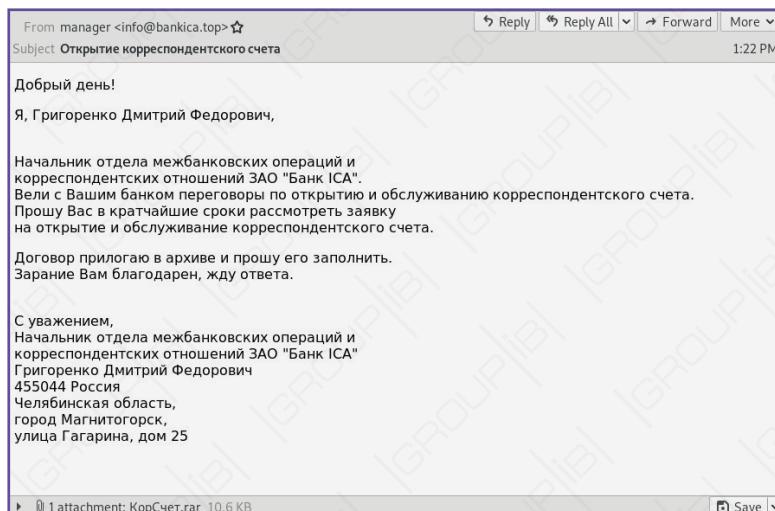 From manager <info@bankica.top>
Reply
Reply All
Forward
More
Subject Открытие корреспондентского счета
1:22 PM
Добрый день!
Я, Григоренко Дмитрий Федорович,
Начальник отдела межбанковских операций и
корреспондентских отношений ЗАО "Банк ICA".
Вели с Вашим банком переговоры по открытию и обслуживанию корреспондентского счета.
Прошу Вас в кратчайшие сроки рассмотреть заявку
на открытие и обслуживание корреспондентского счета.
Договор прилогаю в архиве и прошу его заполнить.
Зарание Вам благодарен, жду ответа.
С уважением,
Начальник отдела межбанковских операций и
корреспондентских отношений ЗАО "Банк ICA"
Григоренко Дмитрий Федорович
455044 Россия
Челябинская область,
город Магнитогорск,
улица Гагарина, дом 25
1 attachment: КорСчет.rar 10.6 KB
Save
|GROUP|iB|